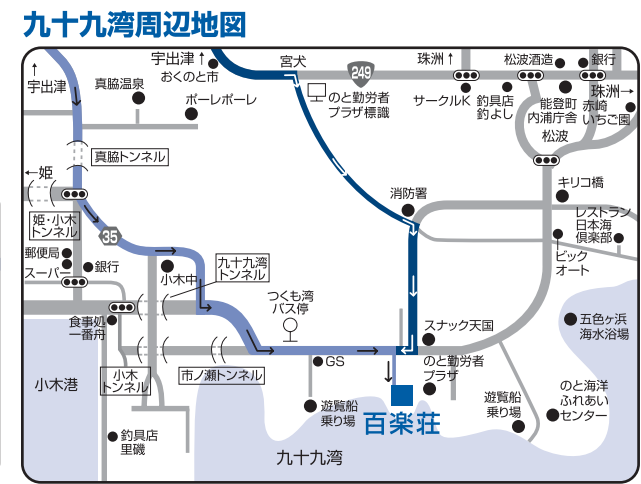 九十九湾周辺地図
↑
宇出津
宇出津↑
おくのと市
宮犬
249
珠洲↑
松波酒造
銀行
真脇温泉
ポーレポーレ
のと勤労者
プラザ標識
サークルK
釣具店
釣よし
能登町
内浦庁舎
珠洲→
赤崎
いちご園
松波
真脇トンネル
←姫
消防署
キリコ橋
姫・小木
トンネル
35
レストラン
日本海
倶楽部
郵便局
スーパー
銀行
小木中
九十九湾
トンネル
ビック
オート
つくも湾
バス停
食事処
一番舟
スナック天国
五色ヶ浜
海水浴場
小木港
小木
トンネル
市ノ瀬トンネル
GS
のと勤労者
プラザ
遊覧船
乗り場
百楽荘
遊覧船
乗り場
のと海洋
ふれあい
センター
釣具店
里磯
九十九湾